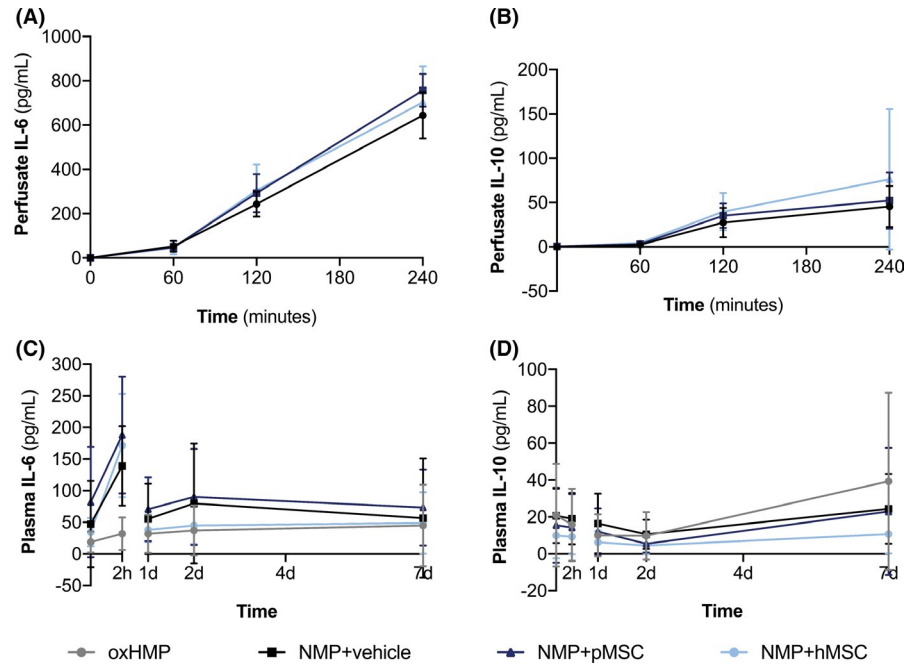 (A)
1000
800
600
400
200
0
Perfusate IL-6 (pg/mL)
0 60 120 180 240
Time (minutes)
(B)
200
150
100
50
0
-50
Perfusate IL-10 (pg/mL)
60 120 180 240
Time (minutes)
(C)
300
250
200
150
100
50
0
-50
Plasma IL-6 (pg/mL)
2h 1d 2d 4d 7d
Time
(D)
100
80
60
40
20
0
-20
Plasma IL-10 (pg/mL)
2h 1d 2d 4d 7d
Time
oxHMP NMP+vehicle NMP+pMSC NMP+hMSC